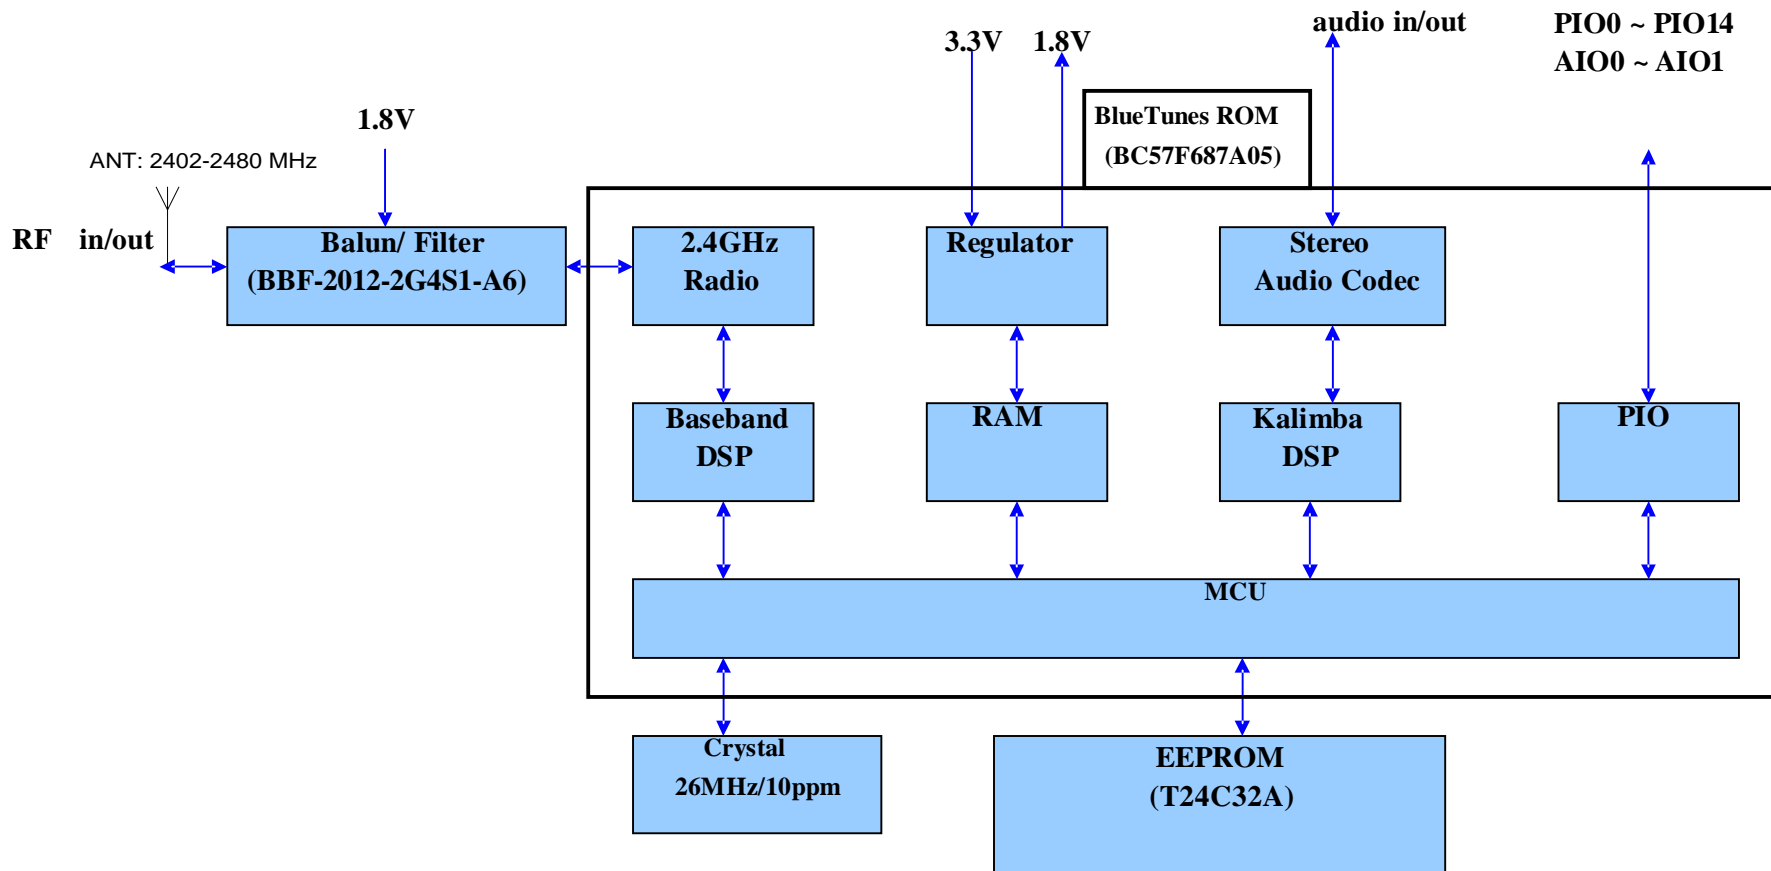 audio in/out
PIO0 ~ PIO14
AIO0 ~ AIO1
3.3V
1.8V
BlueTunes ROM
(BC57F687A05)
1.8V
ANT: 2402-2480 MHz
RF in/out
Balun/ Filter
(BBF-2012-2G4S1-A6)
2.4GHz
Radio
Regulator
Stereo
Audio Codec
Baseband
DSP
RAM
Kalimba
DSP
PIO
MCU
Crystal
26MHz/10ppm
EEPROM
(T24C32A)